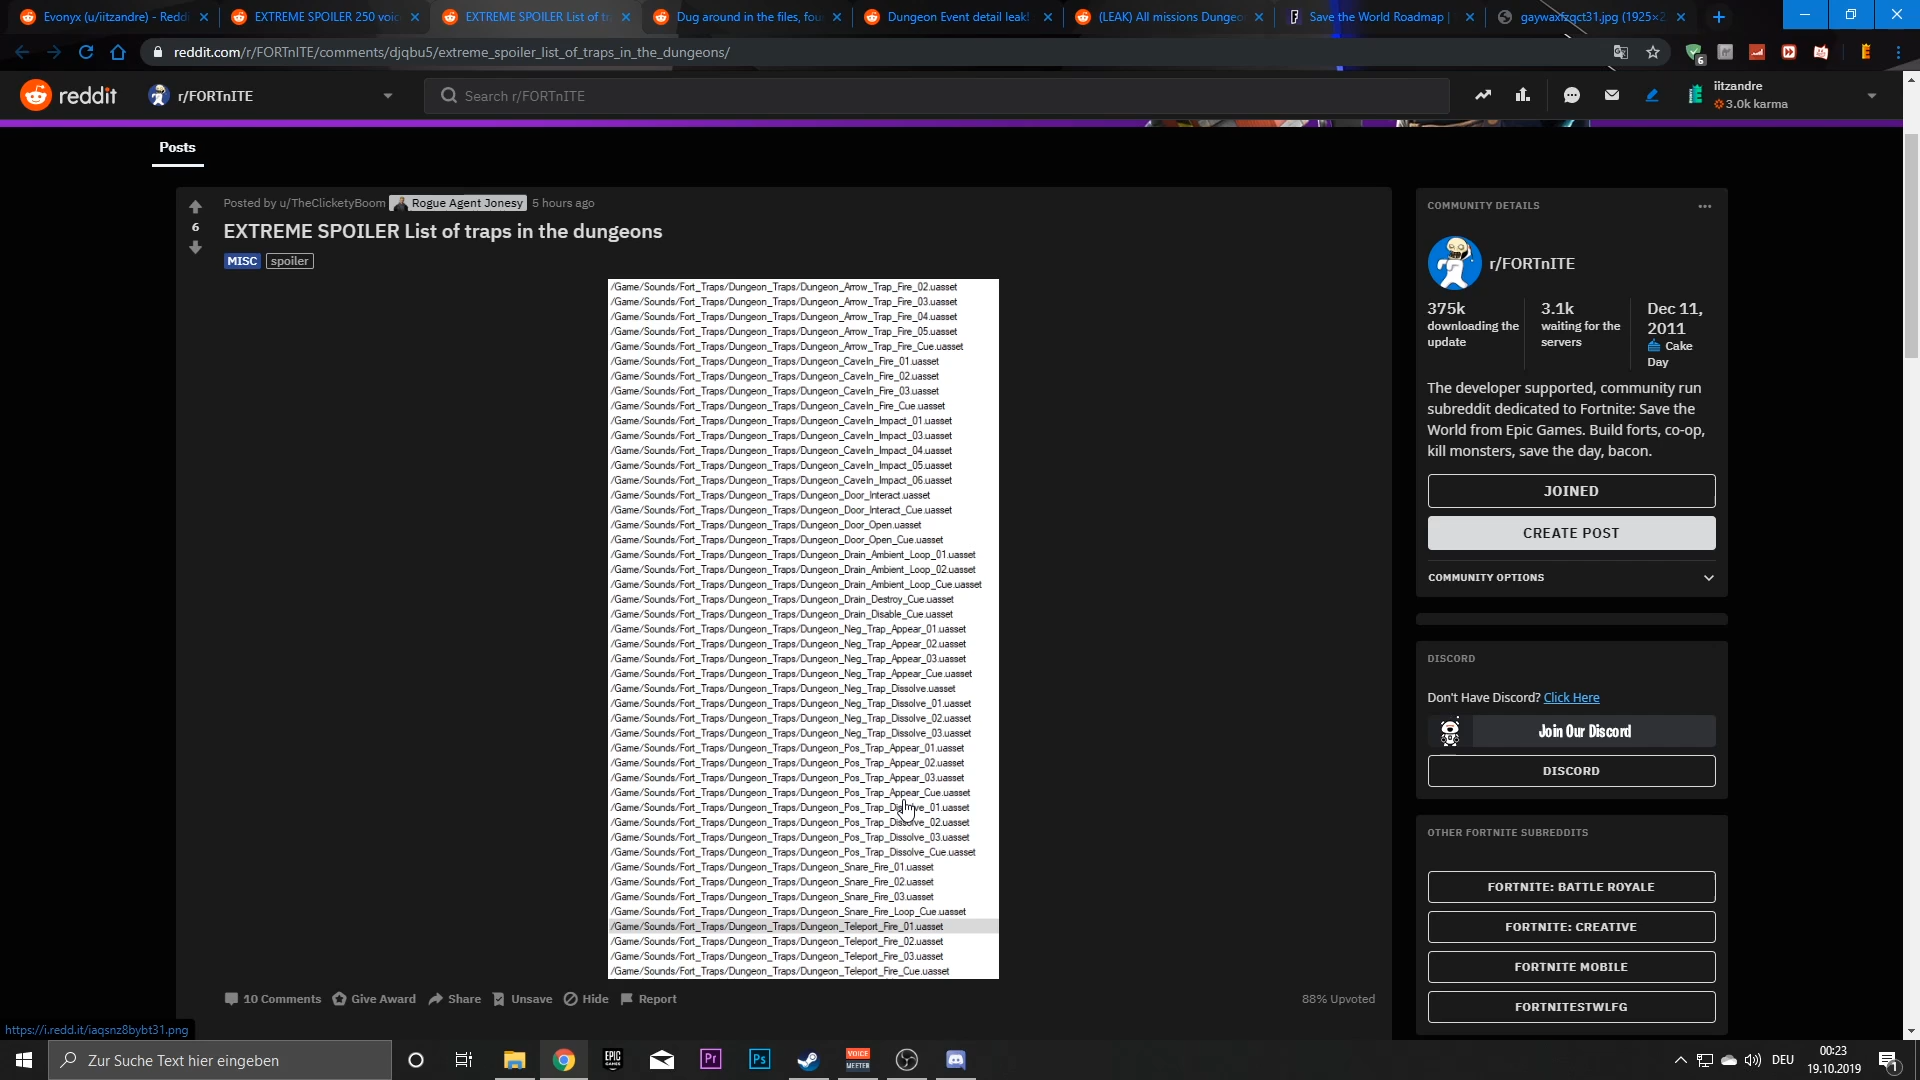 Evonyx (u/iitzandre) - Redd
EXTREME SPOILER 250 voic
EXTREME SPOILER List of tr
Dug around in the files, fou
Dungeon Event detail leak!
(LEAK) All missions Dungeo
Save the World Roadmap |
gaywaxfzqct31.jpg (1925×2
reddit.com/r/FORTnITE/comments/djqbu5/extreme_spoiler_list_of_traps_in_the_dungeons/
6
reddit
r/FORTnITE
Search r/FORTnITE
iitzandre
3.0k karma
Posts
Posted by u/TheClicketyBoom Rogue Agent Jonesy 5 hours ago
6
EXTREME SPOILER List of traps in the dungeons
MISC spoiler
/Game/Sounds/Fort_Traps/Dungeon_Traps/Dungeon_Arrow_Trap_Fire_02.uasset
/Game/Sounds/Fort_Traps/Dungeon_Traps/Dungeon_Arrow_Trap_Fire_03.uasset
/Game/Sounds/Fort_Traps/Dungeon_Traps/Dungeon_Arrow_Trap_Fire_04.uasset
/Game/Sounds/Fort_Traps/Dungeon_Traps/Dungeon_Arrow_Trap_Fire_05.uasset
/Game/Sounds/Fort_Traps/Dungeon_Traps/Dungeon_Arrow_Trap_Fire_Cue.uasset
/Game/Sounds/Fort_Traps/Dungeon_Traps/Dungeon_CaveIn_Fire_01.uasset
/Game/Sounds/Fort_Traps/Dungeon_Traps/Dungeon_CaveIn_Fire_02.uasset
/Game/Sounds/Fort_Traps/Dungeon_Traps/Dungeon_CaveIn_Fire_03.uasset
/Game/Sounds/Fort_Traps/Dungeon_Traps/Dungeon_CaveIn_Fire_Cue.uasset
/Game/Sounds/Fort_Traps/Dungeon_Traps/Dungeon_CaveIn_Impact_01.uasset
/Game/Sounds/Fort_Traps/Dungeon_Traps/Dungeon_CaveIn_Impact_03.uasset
/Game/Sounds/Fort_Traps/Dungeon_Traps/Dungeon_CaveIn_Impact_04.uasset
/Game/Sounds/Fort_Traps/Dungeon_Traps/Dungeon_CaveIn_Impact_05.uasset
/Game/Sounds/Fort_Traps/Dungeon_Traps/Dungeon_CaveIn_Impact_06.uasset
/Game/Sounds/Fort_Traps/Dungeon_Traps/Dungeon_Door_Interact.uasset
/Game/Sounds/Fort_Traps/Dungeon_Traps/Dungeon_Door_Interact_Cue.uasset
/Game/Sounds/Fort_Traps/Dungeon_Traps/Dungeon_Door_Open.uasset
/Game/Sounds/Fort_Traps/Dungeon_Traps/Dungeon_Door_Open_Cue.uasset
/Game/Sounds/Fort_Traps/Dungeon_Traps/Dungeon_Drain_Ambient_Loop_01.uasset
/Game/Sounds/Fort_Traps/Dungeon_Traps/Dungeon_Drain_Ambient_Loop_02.uasset
/Game/Sounds/Fort_Traps/Dungeon_Traps/Dungeon_Drain_Ambient_Loop_Cue.uasset
/Game/Sounds/Fort_Traps/Dungeon_Traps/Dungeon_Drain_Destroy_Cue.uasset
/Game/Sounds/Fort_Traps/Dungeon_Traps/Dungeon_Drain_Disable_Cue.uasset
/Game/Sounds/Fort_Traps/Dungeon_Traps/Dungeon_Neg_Trap_Appear_01.uasset
/Game/Sounds/Fort_Traps/Dungeon_Traps/Dungeon_Neg_Trap_Appear_02.uasset
/Game/Sounds/Fort_Traps/Dungeon_Traps/Dungeon_Neg_Trap_Appear_03.uasset
/Game/Sounds/Fort_Traps/Dungeon_Traps/Dungeon_Neg_Trap_Appear_Cue.uasset
/Game/Sounds/Fort_Traps/Dungeon_Traps/Dungeon_Neg_Trap_Dissolve.uasset
/Game/Sounds/Fort_Traps/Dungeon_Traps/Dungeon_Neg_Trap_Dissolve_01.uasset
/Game/Sounds/Fort_Traps/Dungeon_Traps/Dungeon_Neg_Trap_Dissolve_02.uasset
/Game/Sounds/Fort_Traps/Dungeon_Traps/Dungeon_Neg_Trap_Dissolve_03.uasset
/Game/Sounds/Fort_Traps/Dungeon_Traps/Dungeon_Pos_Trap_Appear_01.uasset
/Game/Sounds/Fort_Traps/Dungeon_Traps/Dungeon_Pos_Trap_Appear_02.uasset
/Game/Sounds/Fort_Traps/Dungeon_Traps/Dungeon_Pos_Trap_Appear_03.uasset
/Game/Sounds/Fort_Traps/Dungeon_Traps/Dungeon_Pos_Trap_Appear_Cue.uasset
/Game/Sounds/Fort_Traps/Dungeon_Traps/Dungeon_Pos_Trap_Dissolve_01.uasset
/Game/Sounds/Fort_Traps/Dungeon_Traps/Dungeon_Pos_Trap_Dissolve_02.uasset
/Game/Sounds/Fort_Traps/Dungeon_Traps/Dungeon_Pos_Trap_Dissolve_03.uasset
/Game/Sounds/Fort_Traps/Dungeon_Traps/Dungeon_Pos_Trap_Dissolve_Cue.uasset
/Game/Sounds/Fort_Traps/Dungeon_Traps/Dungeon_Snare_Fire_01.uasset
/Game/Sounds/Fort_Traps/Dungeon_Traps/Dungeon_Snare_Fire_02.uasset
/Game/Sounds/Fort_Traps/Dungeon_Traps/Dungeon_Snare_Fire_03.uasset
/Game/Sounds/Fort_Traps/Dungeon_Traps/Dungeon_Snare_Fire_Loop_Cue.uasset
/Game/Sounds/Fort_Traps/Dungeon_Traps/Dungeon_Teleport_Fire_01.uasset
/Game/Sounds/Fort_Traps/Dungeon_Traps/Dungeon_Teleport_Fire_02.uasset
/Game/Sounds/Fort_Traps/Dungeon_Traps/Dungeon_Teleport_Fire_03.uasset
/Game/Sounds/Fort_Traps/Dungeon_Traps/Dungeon_Teleport_Fire_Cue.uasset
10 Comments Give Award Share Unsave Hide Report
88% Upvoted
COMMUNITY DETAILS
r/FORTnITE
375k
downloading the
update
3.1k
waiting for the
servers
Dec 11,
2011
Cake
Day
The developer supported, community run
subreddit dedicated to Fortnite: Save the
World from Epic Games. Build forts, co-op,
kill monsters, save the day, bacon.
JOINED
CREATE POST
COMMUNITY OPTIONS
DISCORD
Don't Have Discord? Click Here
Join Our Discord
DISCORD
OTHER FORTNITE SUBREDDITS
FORTNITE: BATTLE ROYALE
FORTNITE: CREATIVE
FORTNITE MOBILE
FORTNITESTWLFG
https://i.redd.it/iaqsnz8bybt31.png
Zur Suche Text hier eingeben
EPIC
GAMES
Pr
Ps
VOICE
MEETER
DEU
00:23
19.10.2019
1